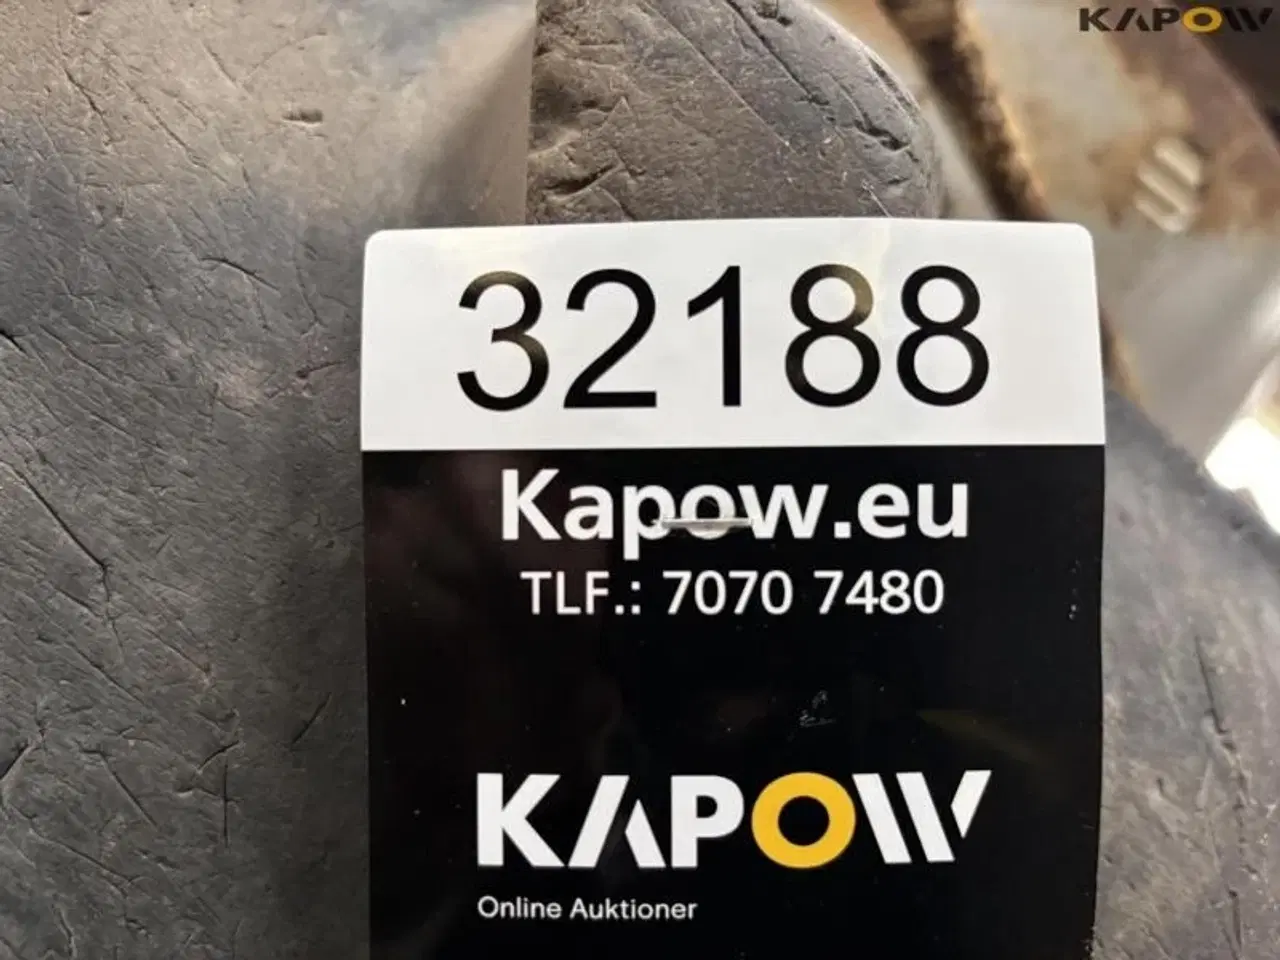 KAPOW
32188
Kapow.eu
TLF.: 7070 7480
KAPOW
Online Auktioner